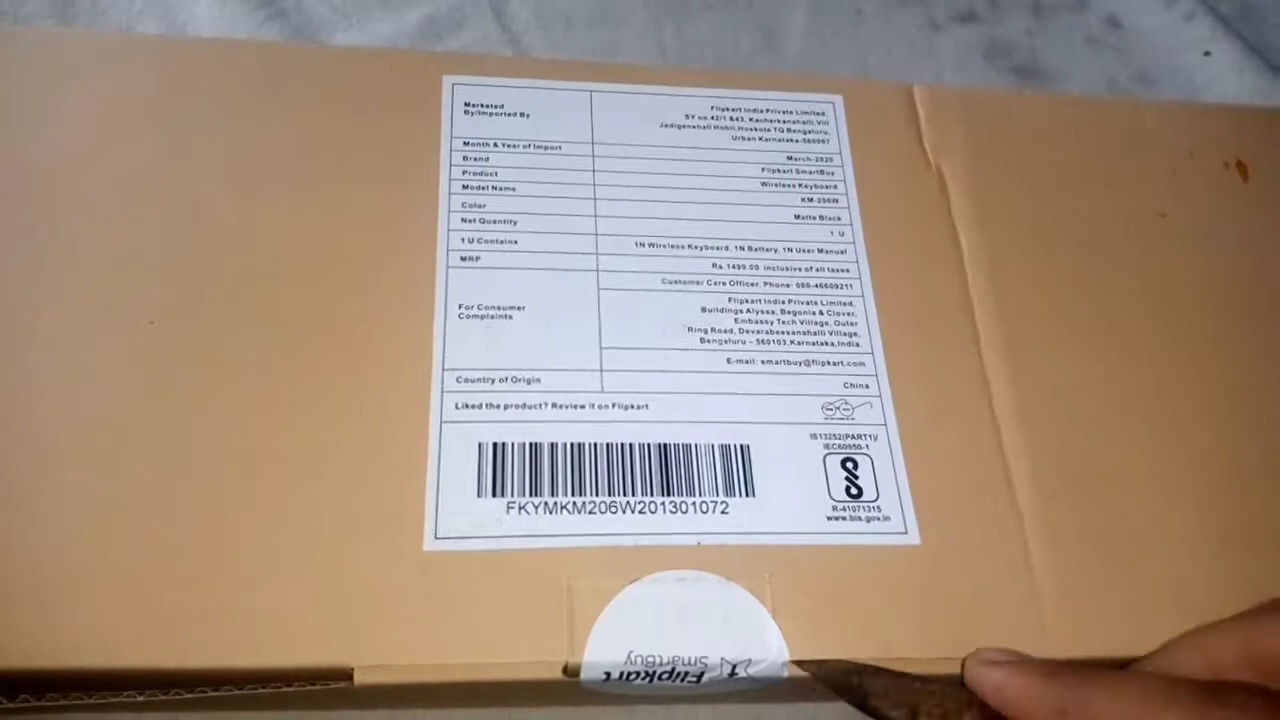 Marketed
By/Imported By
Flipkart India Private Limited,
SY no.42/1 &43, Kacherkanahalli,Vill
Jadigenahali Hobli,Hoskote TQ Bengaluru,
Urban Karnataka-560067
Month & Year of Import March-2020
Brand Flipkart SmartBuy
Product Wireless Keyboard
Model Name KM-206W
Color Matte Black
Net Quantity 1 U
1 U Contains 1N Wireless Keyboard, 1N Battery, 1N User Manual
MRP Rs.1499.00 inclusive of all taxes
For Consumer
Complaints
Customer Care Officer, Phone: 080-46609211
Flipkart India Private Limited,
Buildings Alyssa, Begonia & Clover,
Embassy Tech Village, Outer
Ring Road, Devarabeesanahalli Village,
Bengaluru – 560103,Karnataka,India.
E-mail: smartbuy@flipkart.com
Country of Origin China
Liked the product? Review it on Flipkart
IS13252(PART1)/
IEC60950-1
FKYMKM206W201301072
R-41071315
www.bis.gov.in
Flipkart
SmartBuy